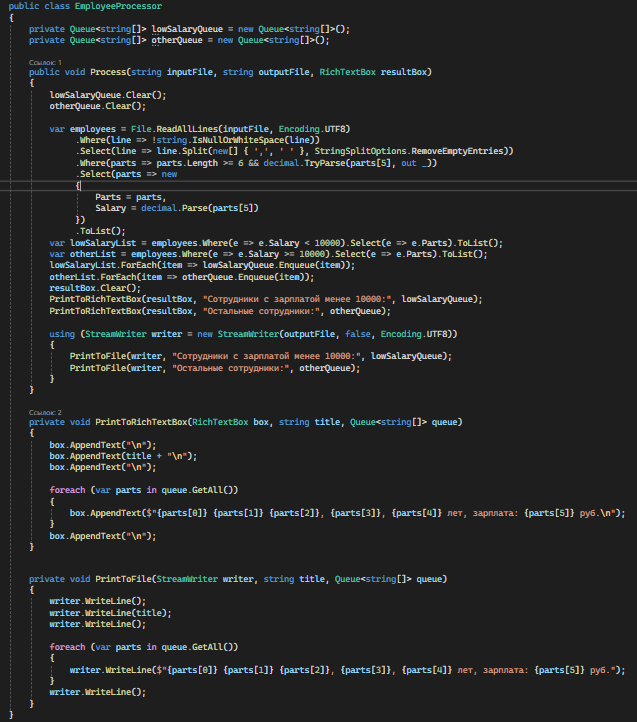 public class EmployeeProcessor
{
    private Queue<string[]> lowSalaryQueue = new Queue<string[]>();
    private Queue<string[]> otherQueue = new Queue<string[]>();

    Ссылок: 1
    public void Process(string inputFile, string outputFile, RichTextBox resultBox)
    {
        lowSalaryQueue.Clear();
        otherQueue.Clear();

        var employees = File.ReadAllLines(inputFile, Encoding.UTF8)
            .Where(line => !string.IsNullOrWhiteSpace(line))
            .Select(line => line.Split(new[] { ',', ' ' }, StringSplitOptions.RemoveEmptyEntries))
            .Where(parts => parts.Length >= 6 && decimal.TryParse(parts[5], out _))
            .Select(parts => new
            {
                Parts = parts,
                Salary = decimal.Parse(parts[5])
            })
            .ToList();
        var lowSalaryList = employees.Where(e => e.Salary < 10000).Select(e => e.Parts).ToList();
        var otherList = employees.Where(e => e.Salary >= 10000).Select(e => e.Parts).ToList();
        lowSalaryList.ForEach(item => lowSalaryQueue.Enqueue(item));
        otherList.ForEach(item => otherQueue.Enqueue(item));
        resultBox.Clear();
        PrintToRichTextBox(resultBox, "Сотрудники с зарплатой менее 10000:", lowSalaryQueue);
        PrintToRichTextBox(resultBox, "Остальные сотрудники:", otherQueue);

        using (StreamWriter writer = new StreamWriter(outputFile, false, Encoding.UTF8))
        {
            PrintToFile(writer, "Сотрудники с зарплатой менее 10000:", lowSalaryQueue);
            PrintToFile(writer, "Остальные сотрудники:", otherQueue);
        }
    }

    Ссылок: 2
    private void PrintToRichTextBox(RichTextBox box, string title, Queue<string[]> queue)
    {
        box.AppendText("\n");
        box.AppendText(title + "\n");
        box.AppendText("\n");

        foreach (var parts in queue.GetAll())
        {
            box.AppendText($"{parts[0]} {parts[1]} {parts[2]}, {parts[3]}, {parts[4]} лет, зарплата: {parts[5]} руб.\n");
        }
        box.AppendText("\n");
    }

    private void PrintToFile(StreamWriter writer, string title, Queue<string[]> queue)
    {
        writer.WriteLine();
        writer.WriteLine(title);
        writer.WriteLine();

        foreach (var parts in queue.GetAll())
        {
            writer.WriteLine($"{parts[0]} {parts[1]} {parts[2]}, {parts[3]}, {parts[4]} лет, зарплата: {parts[5]} руб.");
        }
        writer.WriteLine();
    }
}